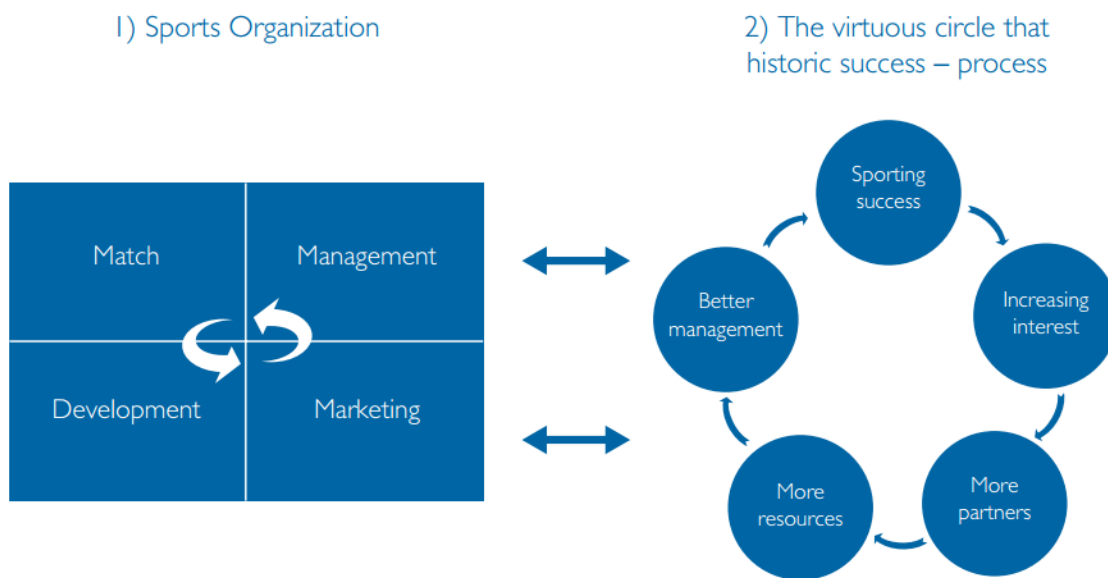 1) Sports Organization
2) The virtuous circle that
historic success – process
Match
Management
Development
Marketing
Sporting
success
Increasing
interest
More
partners
More
resources
Better
management